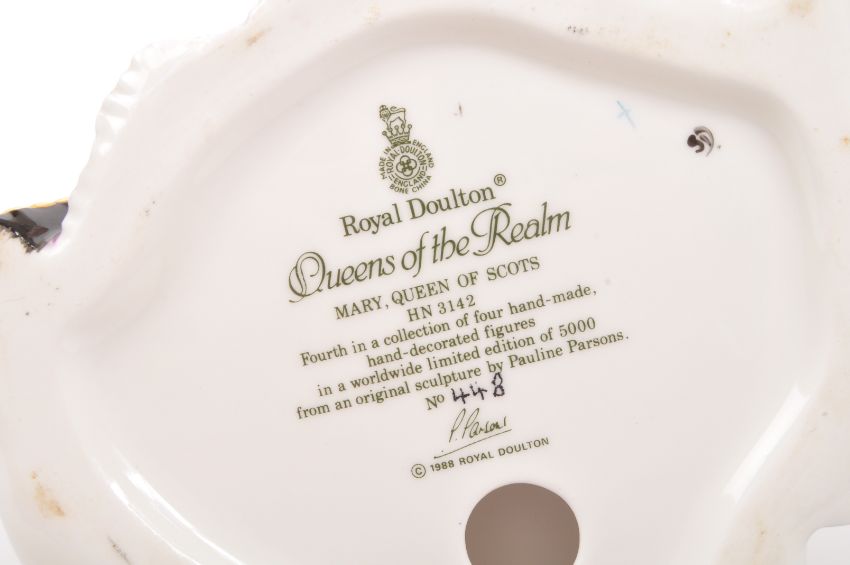 MADE IN ENGLAND
ROYAL DOULTON
ENGLAND
BONE CHINA
Royal Doulton®
Queens of the Realm
MARY, QUEEN OF SCOTS
HN 3142
Fourth in a collection of four hand-made,
hand-decorated figures
in a worldwide limited edition of 5000
from an original sculpture by Pauline Parsons.
No 448
P. Parsons
© 1988 ROYAL DOULTON